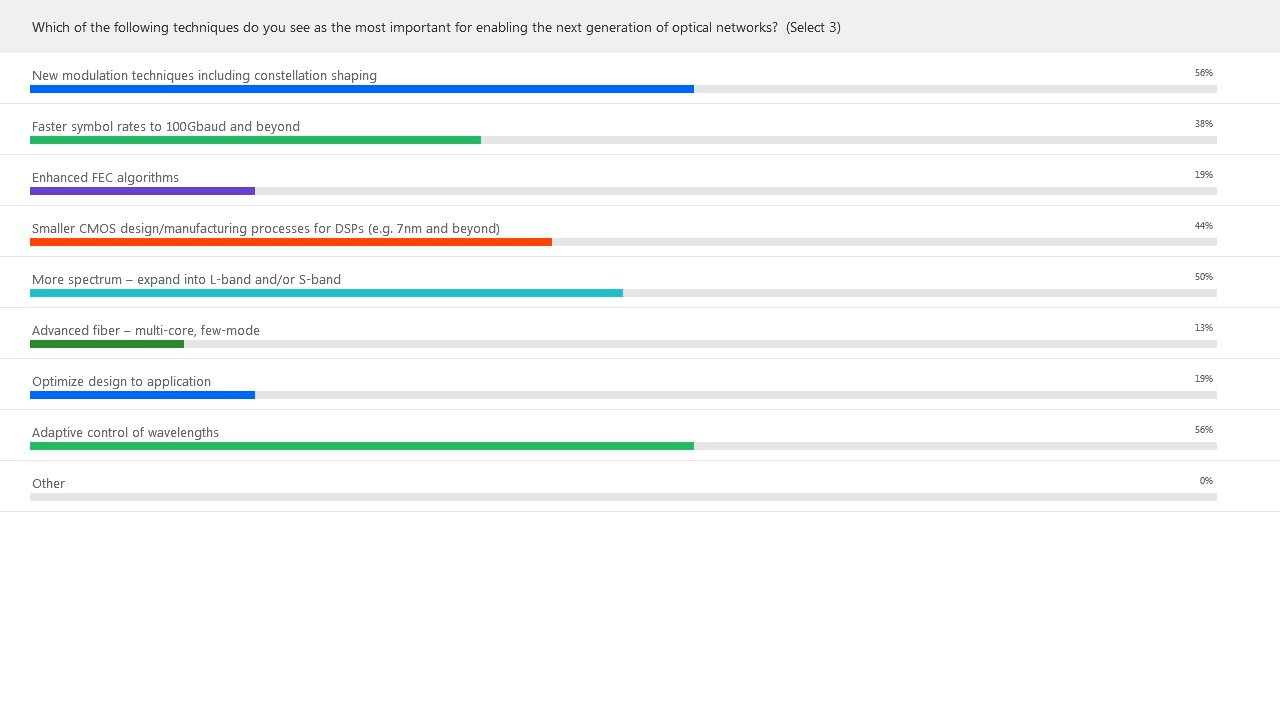 Which of the following techniques do you see as the most important for enabling the next generation of optical networks?  (Select 3)
New modulation techniques including constellation shaping
56%
Faster symbol rates to 100Gbaud and beyond
38%
Enhanced FEC algorithms
19%
Smaller CMOS design/manufacturing processes for DSPs (e.g. 7nm and beyond)
44%
More spectrum – expand into L-band and/or S-band
50%
Advanced fiber – multi-core, few-mode
13%
Optimize design to application
19%
Adaptive control of wavelengths
56%
Other
0%